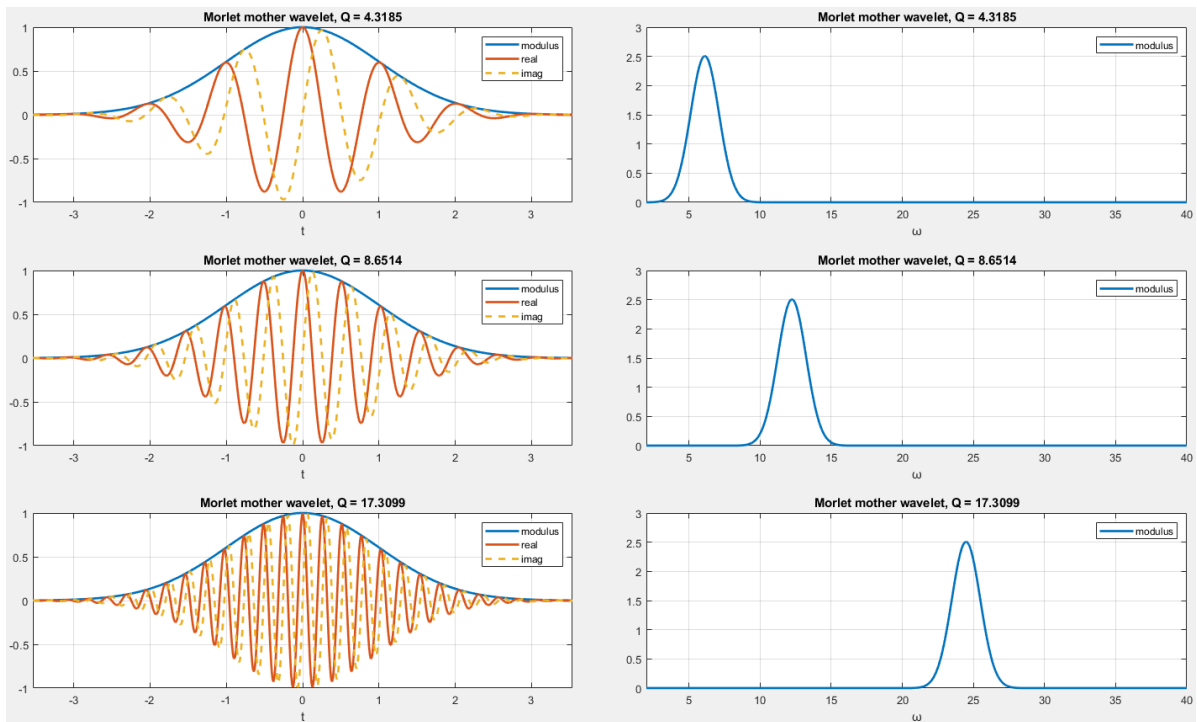 Morlet mother wavelet, Q = 4.3185
1
0.5
0
-0.5
-1
modulus
real
imag
-3 -2 -1 0 1 2 3
t
Morlet mother wavelet, Q = 4.3185
3
2.5
2
1.5
1
0.5
0
modulus
5 10 15 20 25 30 35 40
ω
Morlet mother wavelet, Q = 8.6514
1
0.5
0
-0.5
-1
modulus
real
imag
-3 -2 -1 0 1 2 3
t
Morlet mother wavelet, Q = 8.6514
3
2.5
2
1.5
1
0.5
0
modulus
5 10 15 20 25 30 35 40
ω
Morlet mother wavelet, Q = 17.3099
1
0.5
0
-0.5
-1
modulus
real
imag
-3 -2 -1 0 1 2 3
t
Morlet mother wavelet, Q = 17.3099
3
2.5
2
1.5
1
0.5
0
modulus
5 10 15 20 25 30 35 40
ω